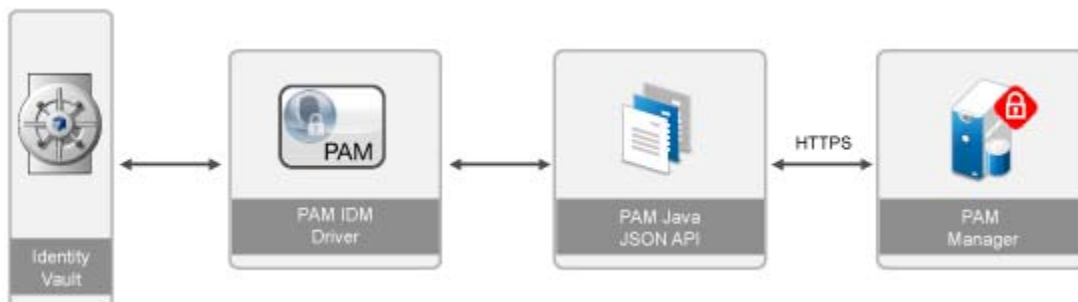 Identity
Vault
PAM
PAM IDM
Driver
PAM Java
JSON API
HTTPS
PAM
Manager